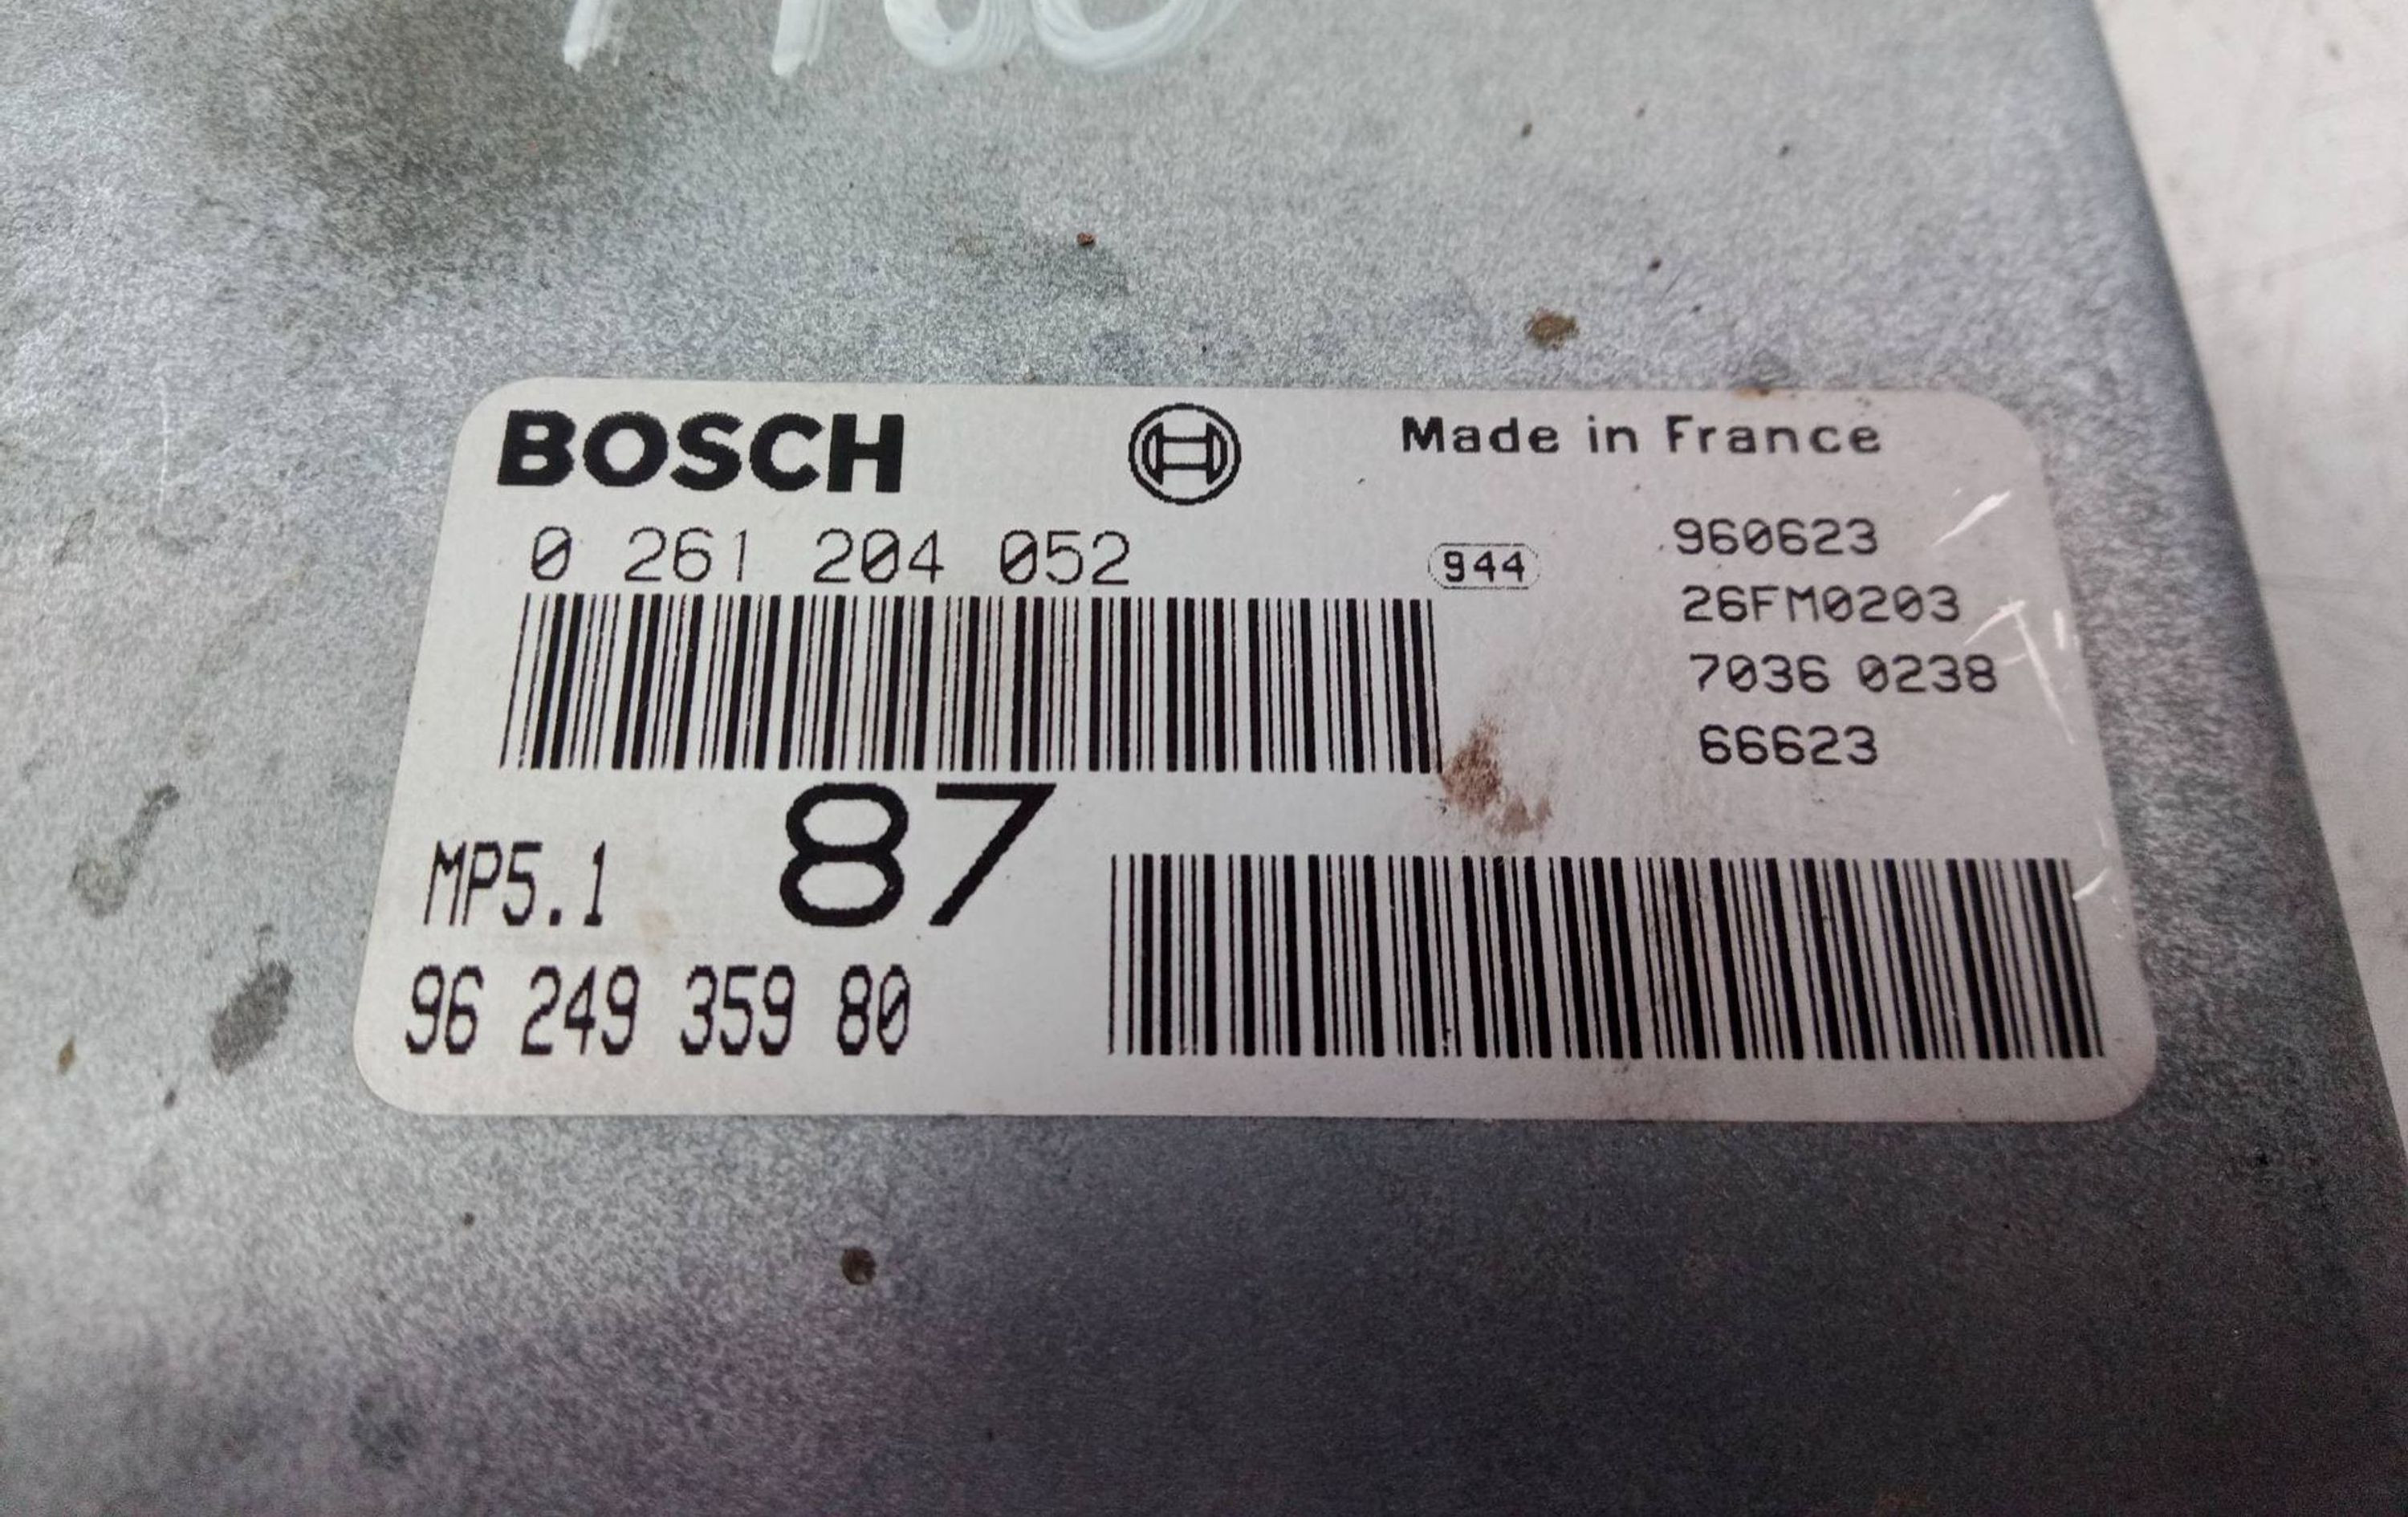 BOSCH
Made in France
0 261 204 052
944
960623
26FM0203
7036 0238
66623
MP5.1
87
96 249 359 80